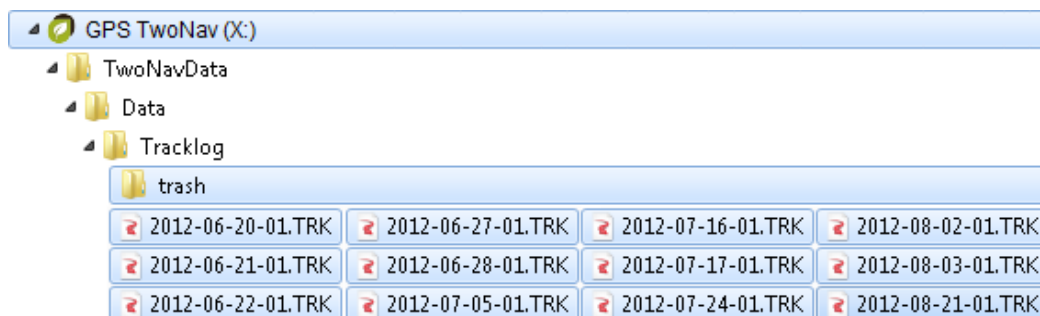 GPS TwoNav (X:)
TwoNavData
Data
Tracklog
trash
2012-06-20-01.TRK 2012-06-27-01.TRK 2012-07-16-01.TRK 2012-08-02-01.TRK
2012-06-21-01.TRK 2012-06-28-01.TRK 2012-07-17-01.TRK 2012-08-03-01.TRK
2012-06-22-01.TRK 2012-07-05-01.TRK 2012-07-24-01.TRK 2012-08-21-01.TRK